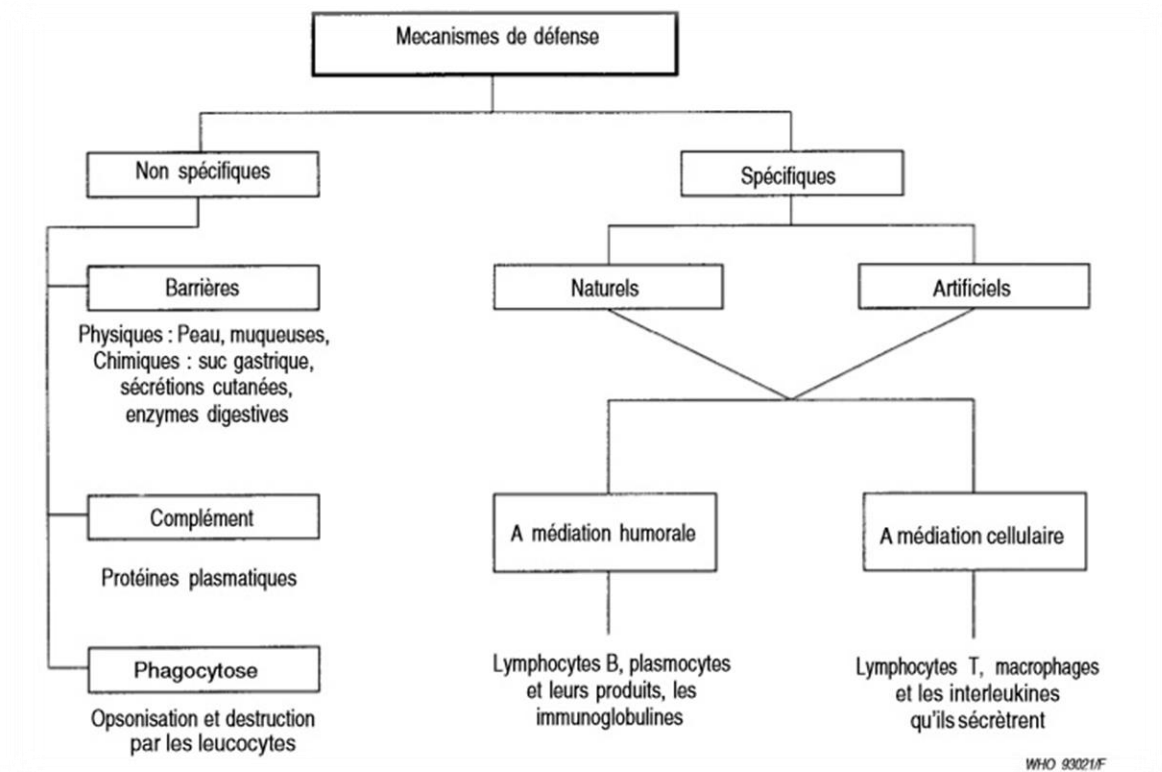 Mecanismes de défense
Non spécifiques
Spécifiques
Barrières
Physiques : Peau, muqueuses,
Chimiques : suc gastrique,
sécrétions cutanées,
enzymes digestives
Naturels
Artificiels
Complément
Protéines plasmatiques
A médiation humorale
A médiation cellulaire
Phagocytose
Opsonisation et destruction
par les leucocytes
Lymphocytes B, plasmocytes
et leurs produits, les
immunoglobulines
Lymphocytes T, macrophages
et les interleukines
qu'ils sécrètrent
WHO 93021/F